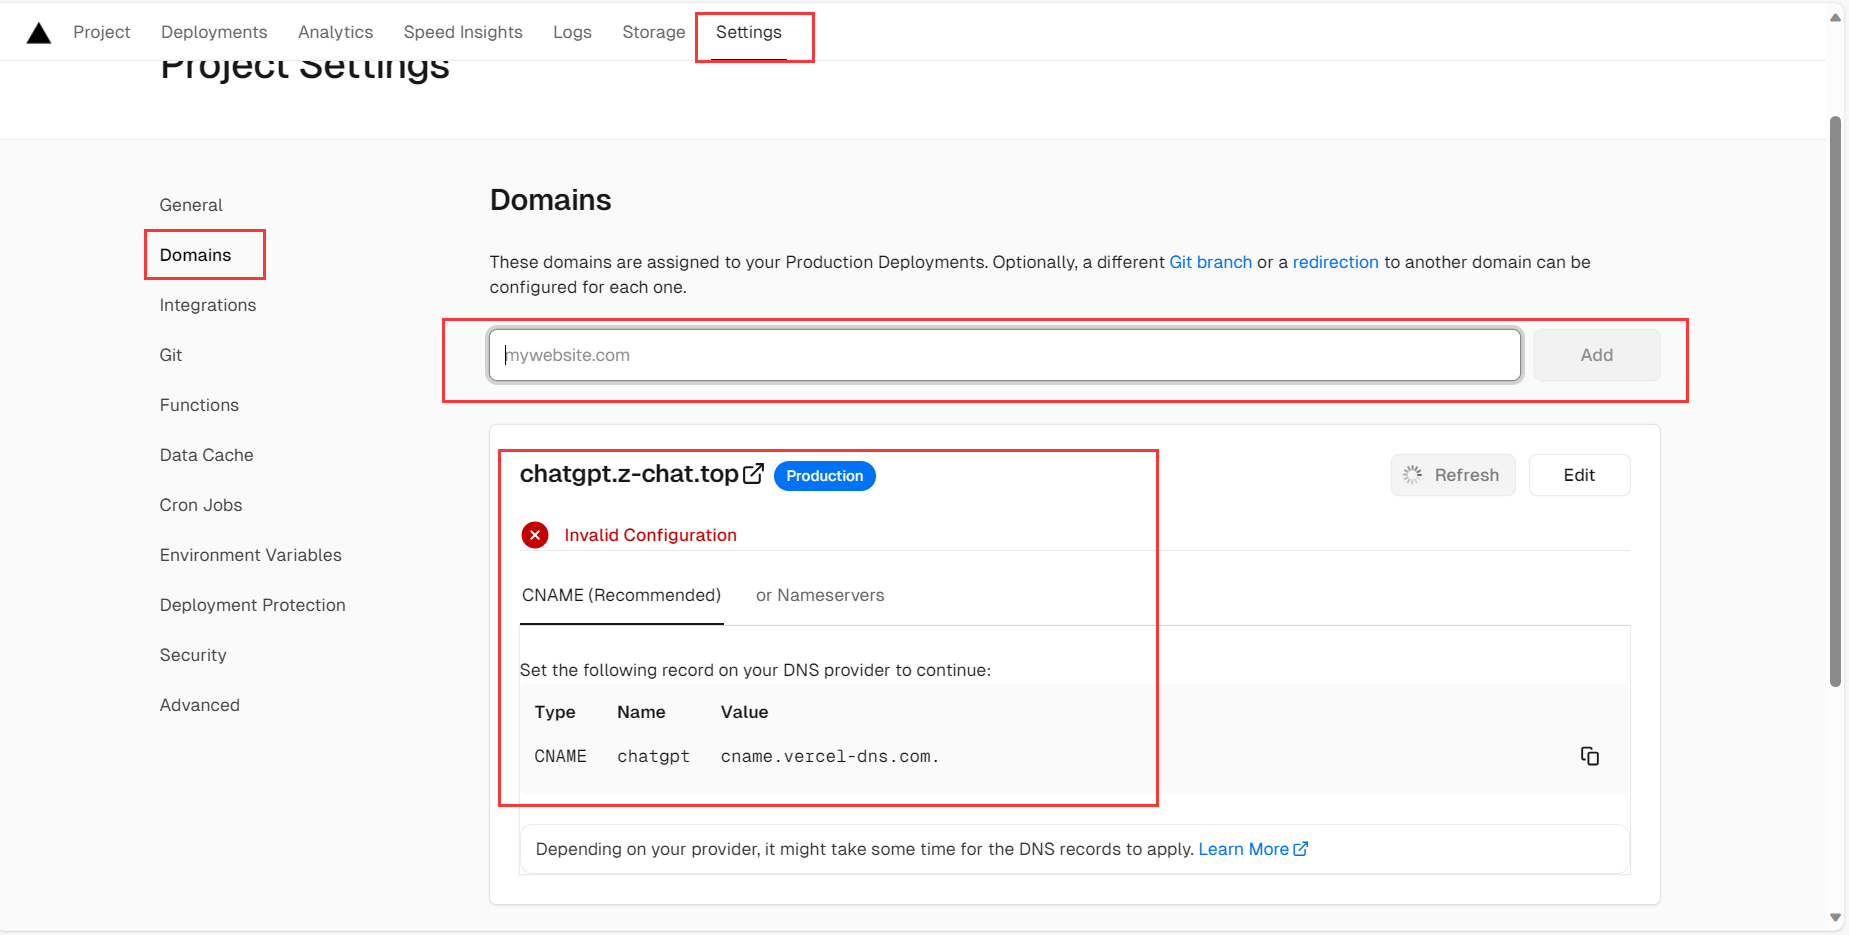 Project Deployments Analytics Speed Insights Logs Storage Settings
Project Settings
General
Domains
Integrations
Git
Functions
Data Cache
Cron Jobs
Environment Variables
Deployment Protection
Security
Advanced
Domains
These domains are assigned to your Production Deployments. Optionally, a different Git branch or a redirection to another domain can be
configured for each one.
mywebsite.com Add
chatgpt.z-chat.top Production Refresh Edit
Invalid Configuration
CNAME (Recommended) or Nameservers
Set the following record on your DNS provider to continue:
Type Name Value
CNAME chatgpt cname.vercel-dns.com.
Depending on your provider, it might take some time for the DNS records to apply. Learn More